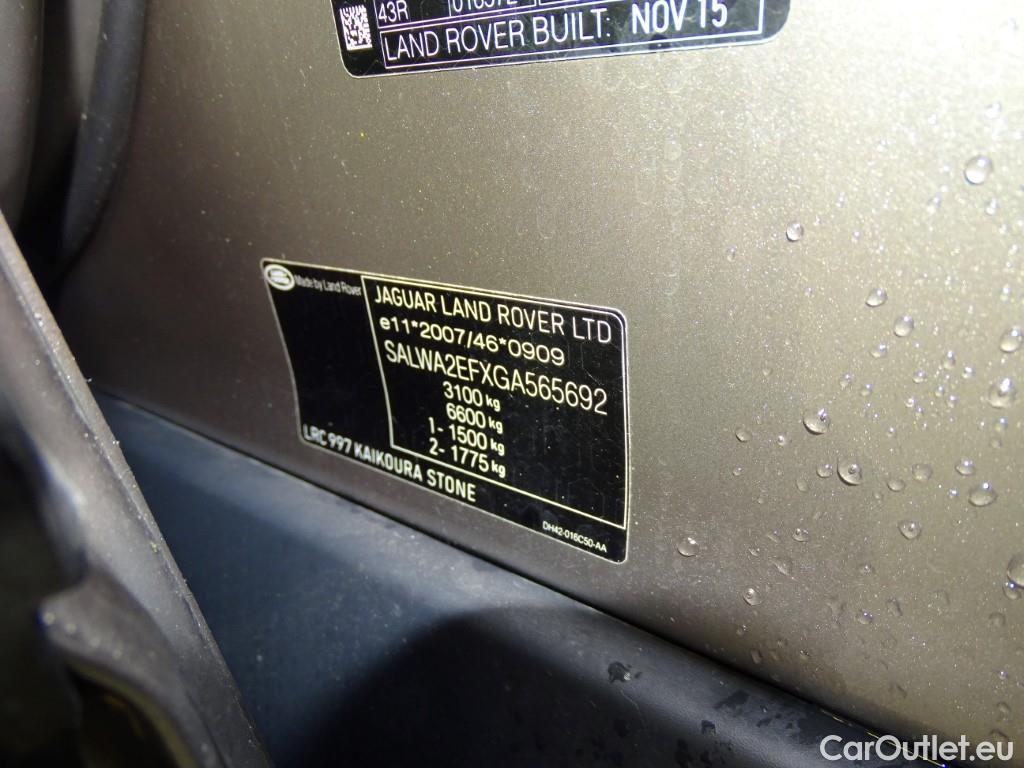 43R
LAND ROVER BUILT: NOV 15
Made by Land Rover
JAGUAR LAND ROVER LTD
e11*2007/46*0909
SALWA2EFXGA565692
3100 kg
6600 kg
1- 1500 kg
2- 1775 kg
LRC 997 KAIKOURA STONE
DH42-016C50-AA
CarOutlet.eu